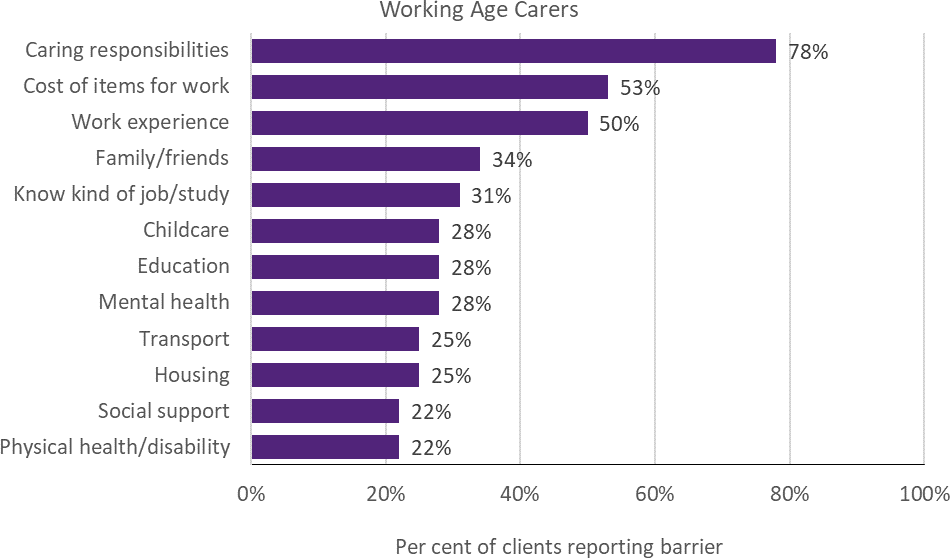 Working Age Carers
Caring responsibilities 78%
Cost of items for work 53%
Work experience 50%
Family/friends 34%
Know kind of job/study 31%
Childcare 28%
Education 28%
Mental health 28%
Transport 25%
Housing 25%
Social support 22%
Physical health/disability 22%
0% 20% 40% 60% 80% 100%
Per cent of clients reporting barrier